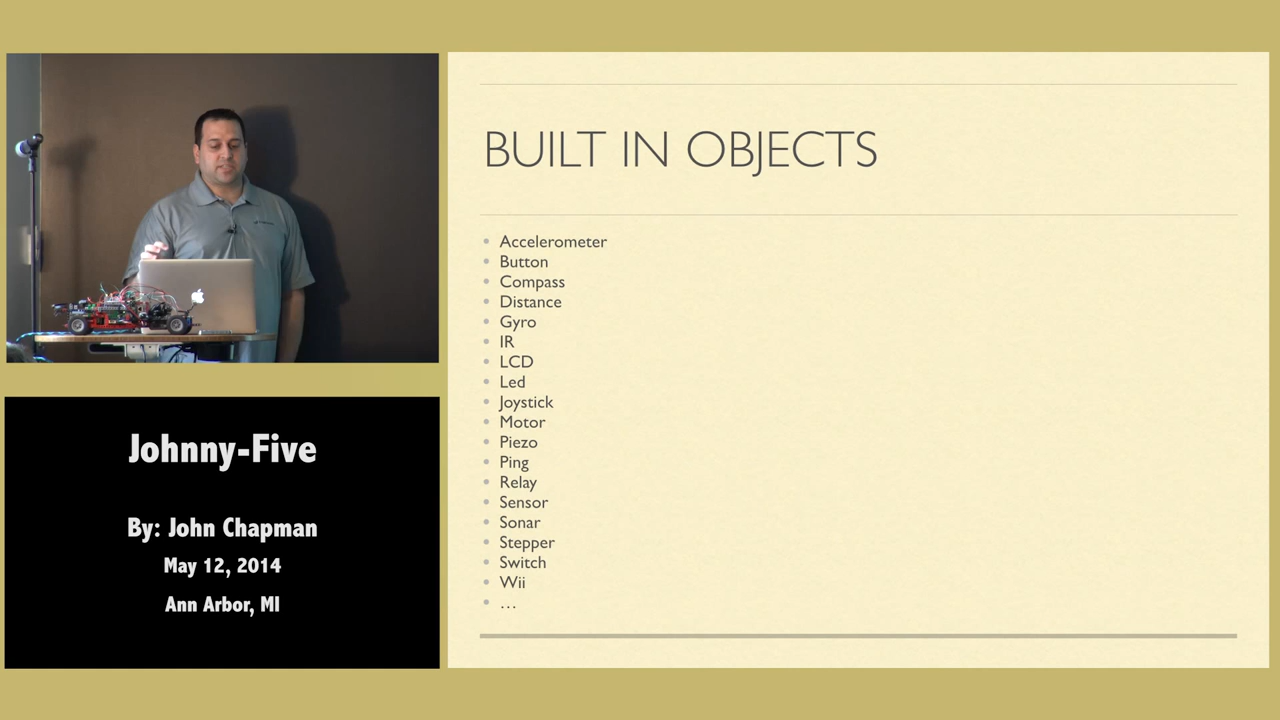 BUILT IN OBJECTS
Accelerometer
Button
Compass
Distance
Gyro
IR
LCD
Led
Joystick
Motor
Piezo
Ping
Relay
Sensor
Sonar
Stepper
Switch
Wii
…
Johnny-Five
By: John Chapman
May 12, 2014
Ann Arbor, MI